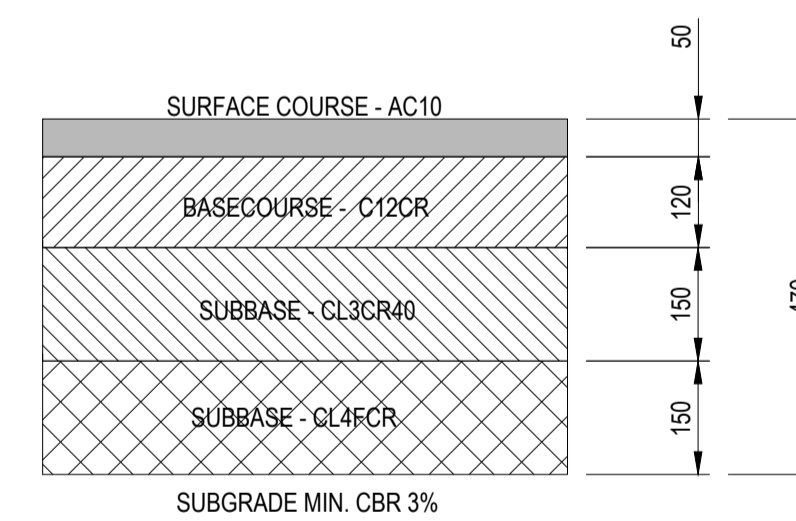 50
SURFACE COURSE - AC10
BASECOURSE - C12CR
120
SUBBASE - CL3CR40
150
SUBBASE - CL4FCR
150
SUBGRADE MIN. CBR 3%